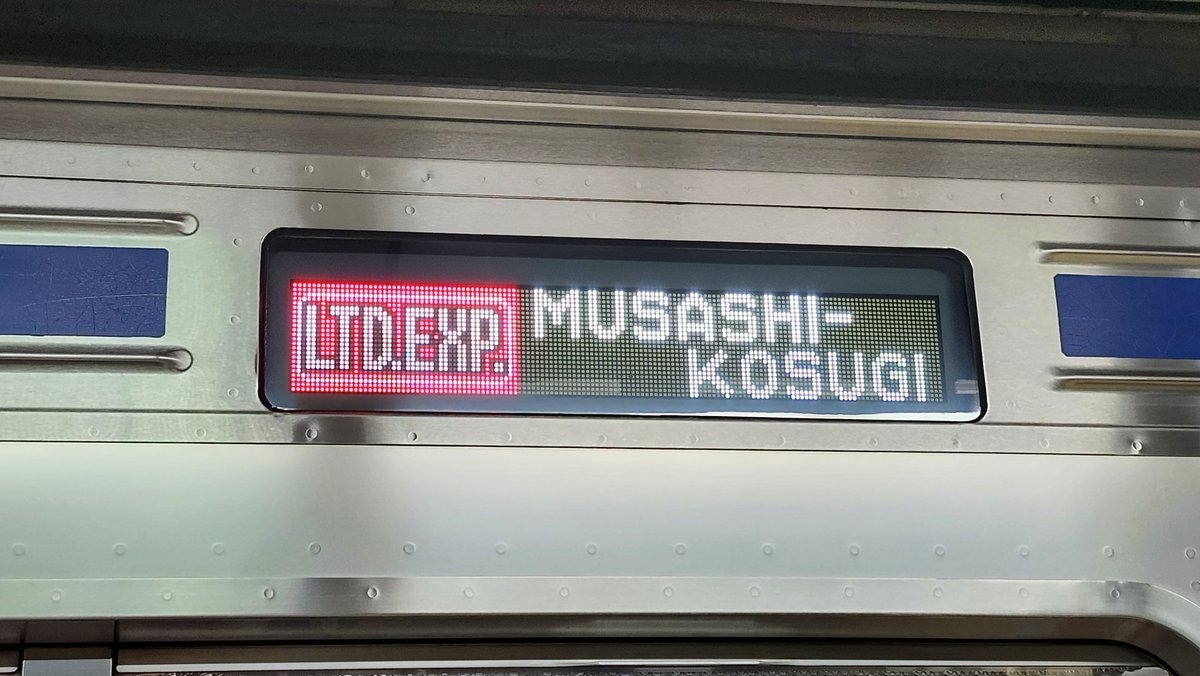 LTD.EXP. MUSASHI-
KOSUGI